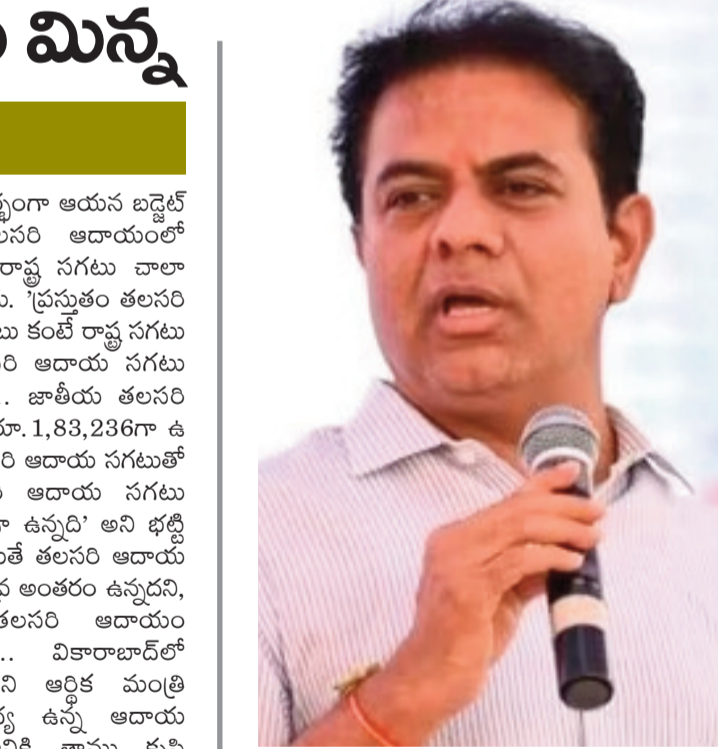 మిన్న
ఆయన బడ్జెట్
ఆదాయంలో
రాష్ట్ర సగటు చాలా
'ప్రస్తుతం తలసరి
కంటే రాష్ట్ర సగటు
ఆదాయ సగటు
.. జాతీయ తలసరి
రూ.1,83,236గా ఉ
ఆదాయ సగటుతో
ఆదాయ సగటు
ఉన్నది' అని భట్టి
తలసరి ఆదాయ
అంతరం ఉన్నదని,
తలసరి ఆదాయం
.. వికారాబాద్‌లో
ఆర్థిక మంత్రి
ఉన్న ఆదాయ